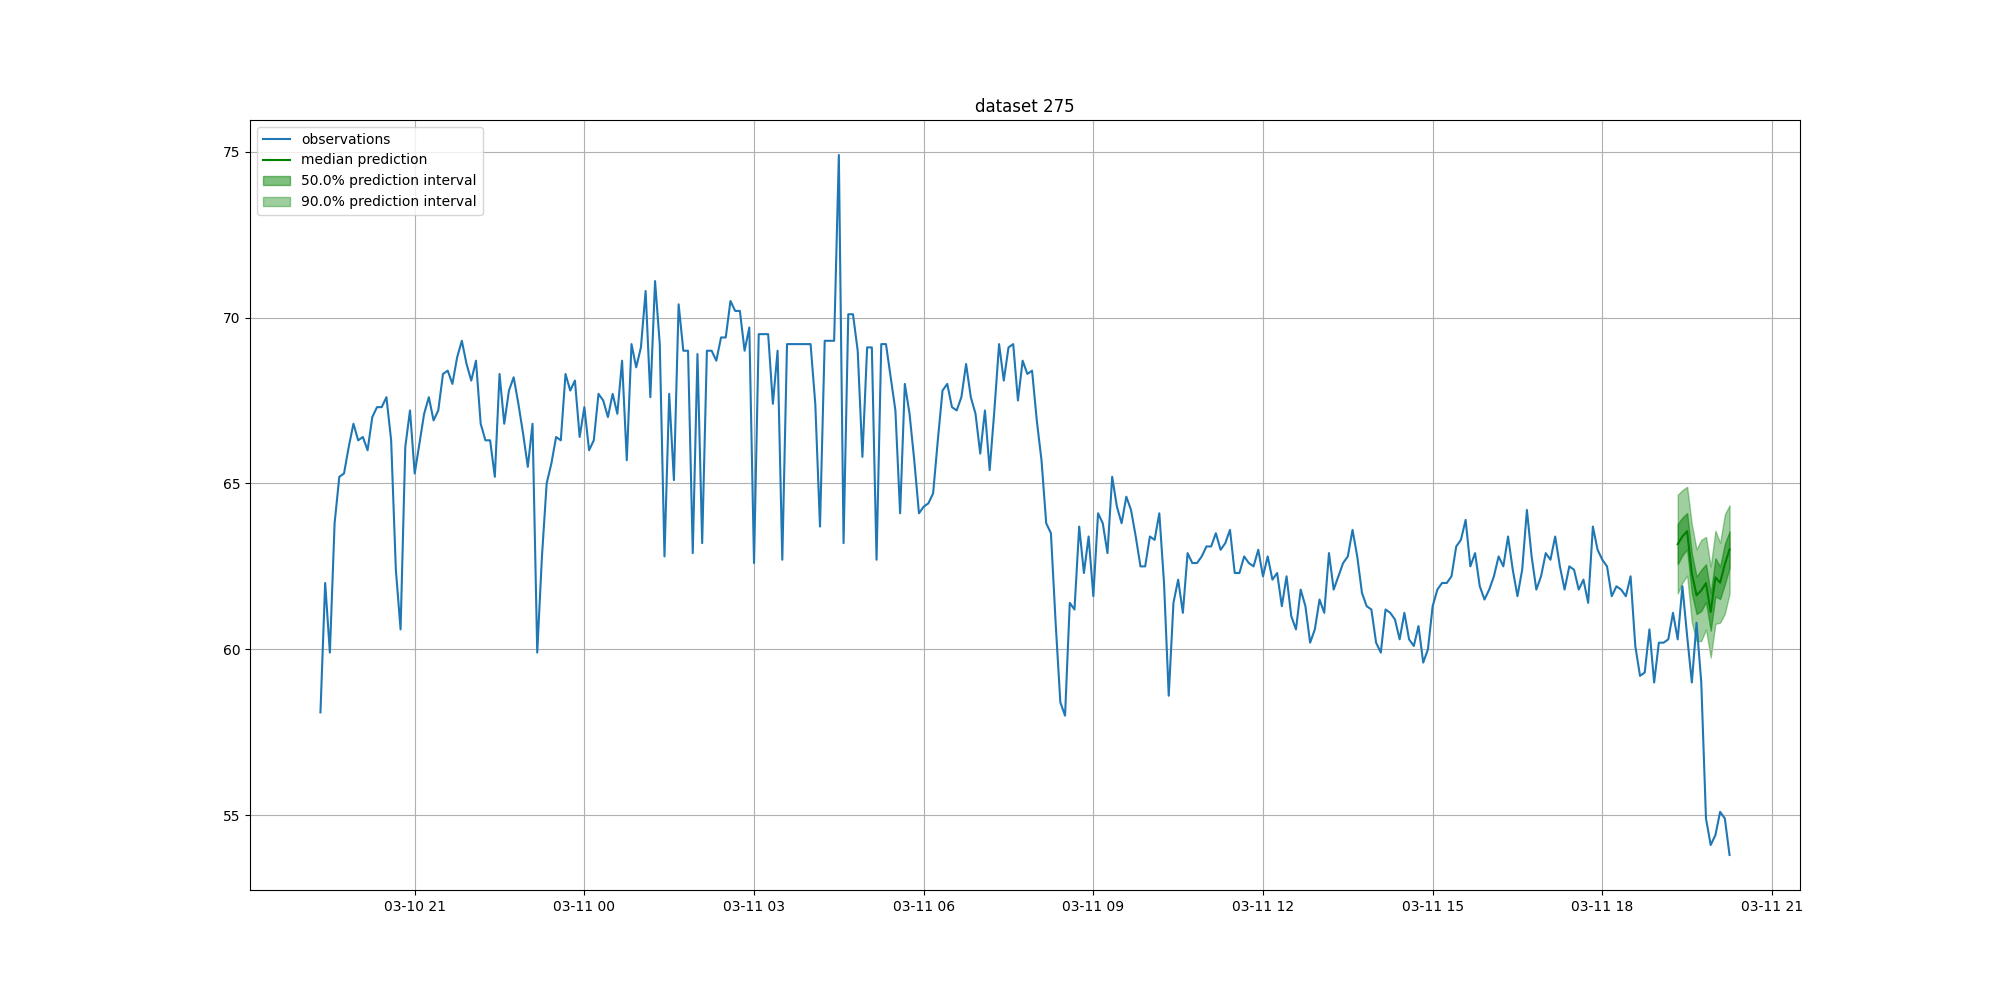 dataset 275
observations
median prediction
50.0% prediction interval
90.0% prediction interval
75
70
65
60
55
03-10 21
03-11 00
03-11 03
03-11 06
03-11 09
03-11 12
03-11 15
03-11 18
03-11 21